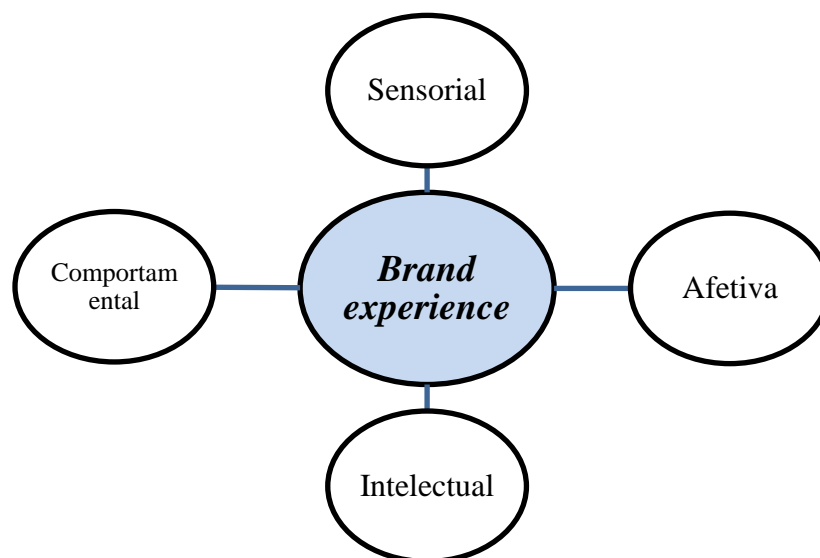 Sensorial
Comportam
ental
Brand
experience
Afetiva
Intelectual